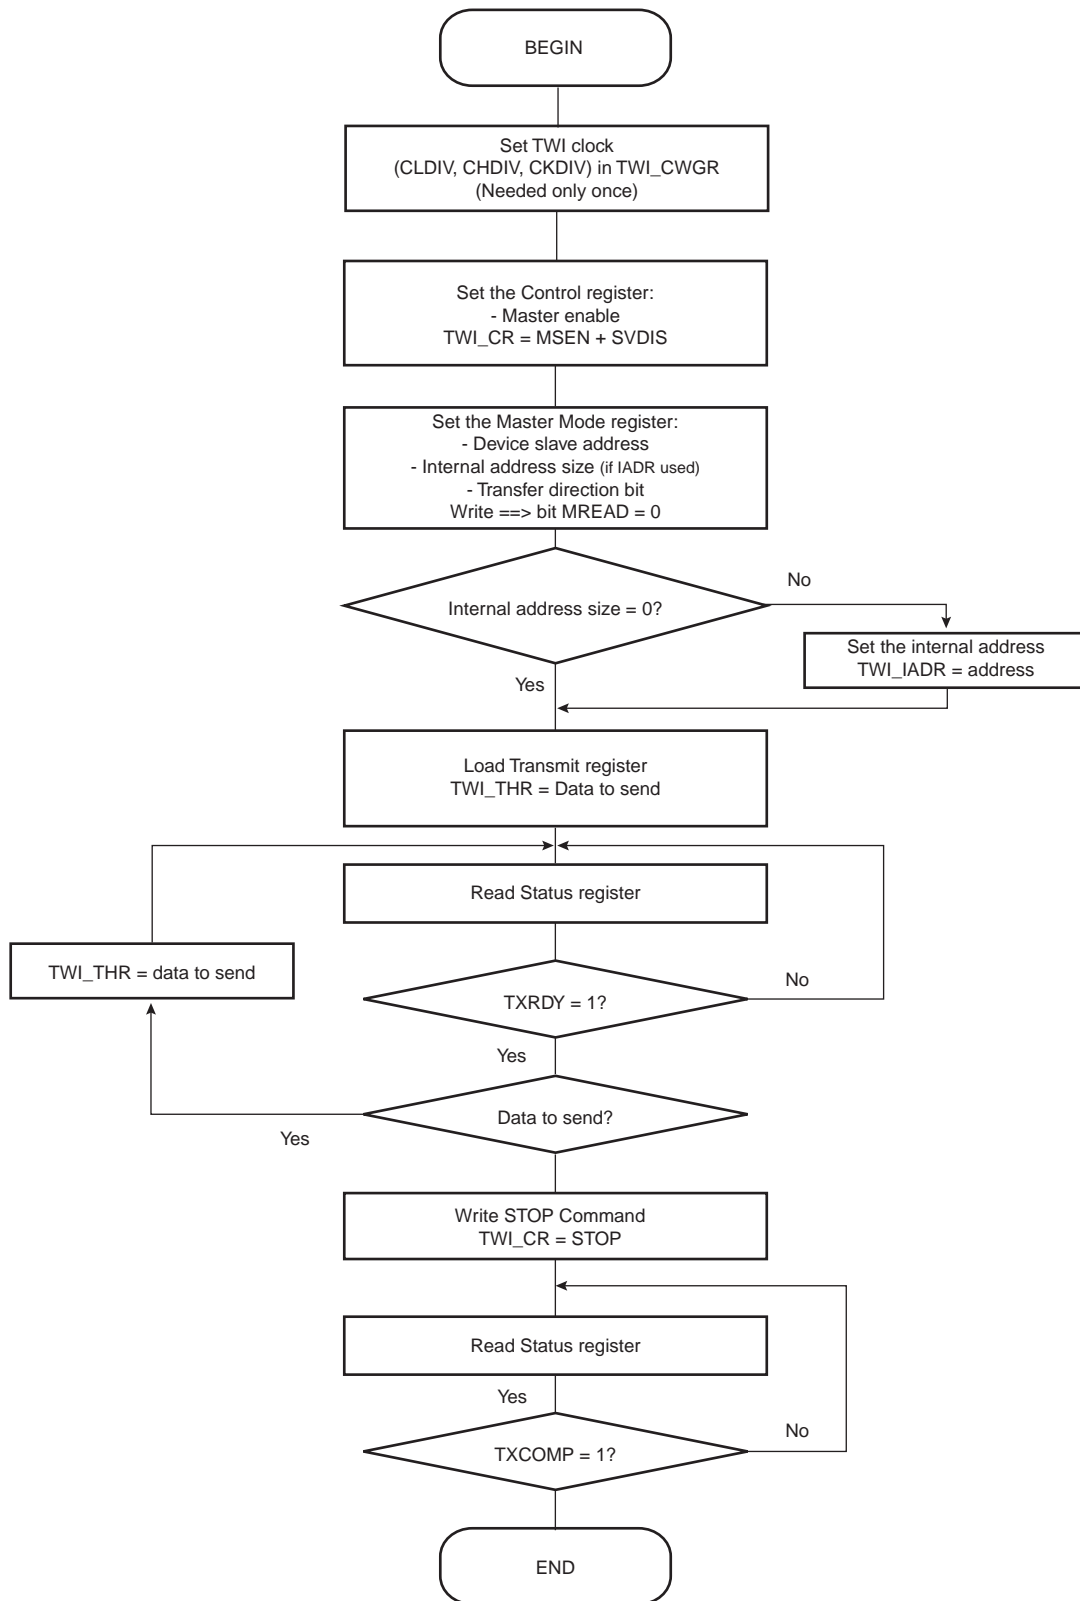 BEGIN
Set TWI clock
(CLDIV, CHDIV, CKDIV) in TWI_CWGR
(Needed only once)
Set the Control register:
- Master enable
TWI_CR = MSEN + SVDIS
Set the Master Mode register:
- Device slave address
- Internal address size (if IADR used)
- Transfer direction bit
Write ==> bit MREAD = 0
No
Internal address size = 0?
Set the internal address
TWI_IADR = address
Yes
Load Transmit register
TWI_THR = Data to send
Read Status register
TWI_THR = data to send
No
TXRDY = 1?
Yes
Data to send?
Yes
Write STOP Command
TWI_CR = STOP
Read Status register
Yes
No
TXCOMP = 1?
END